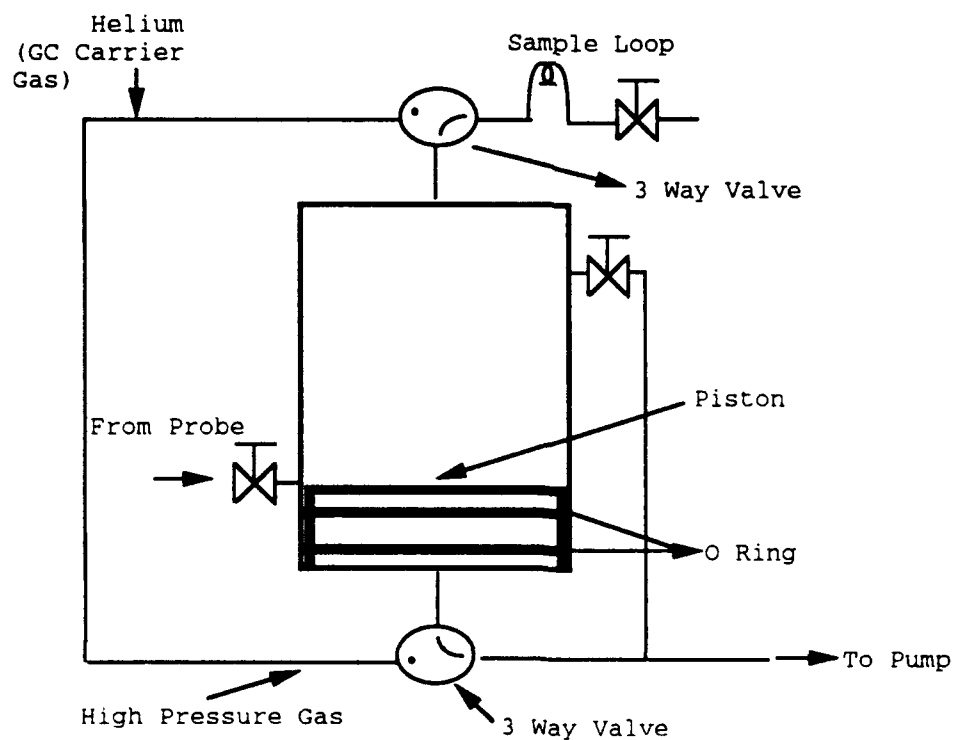 Helium
(GC Carrier
Gas)
Sample Loop
3 Way Valve
Piston
From Probe
O Ring
To Pump
High Pressure Gas
3 Way Valve